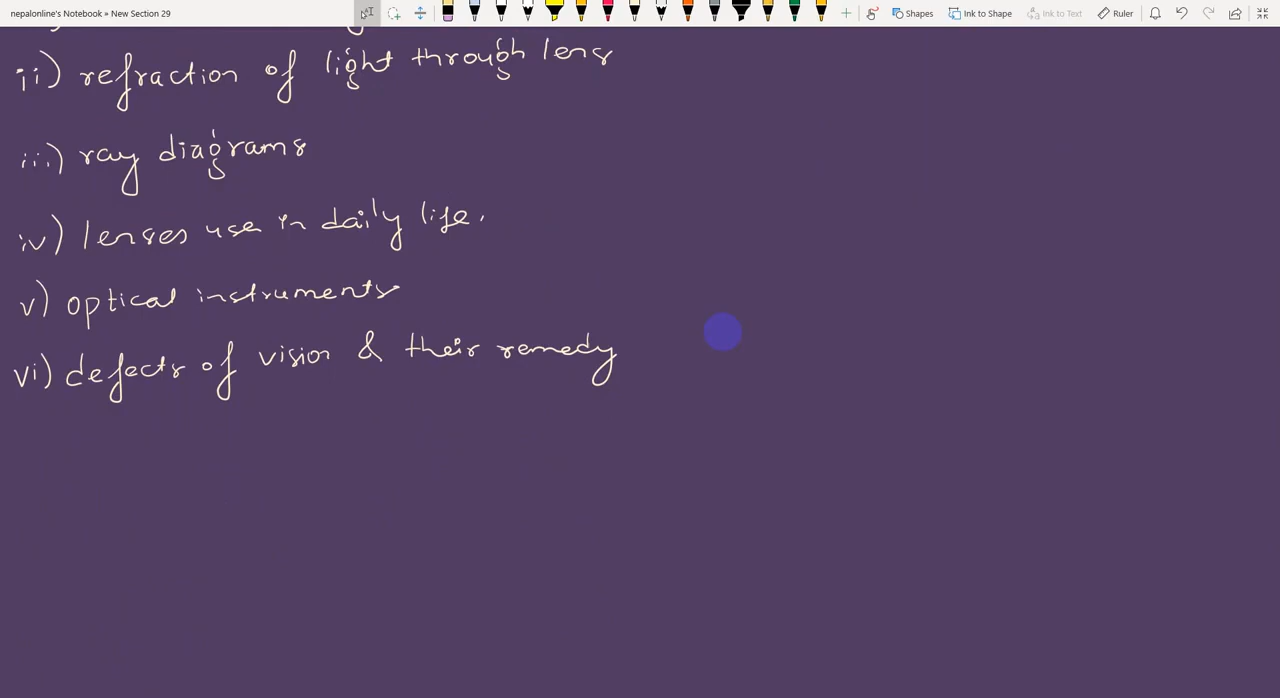 nepalonline's Notebook » New Section 29
Shapes Ink to Shape Ink to Text Ruler
ii) refraction of light through lens
iii) ray diagrams
iv) lenses use in daily life.
v) optical instruments
vi) defects of vision & their remedy